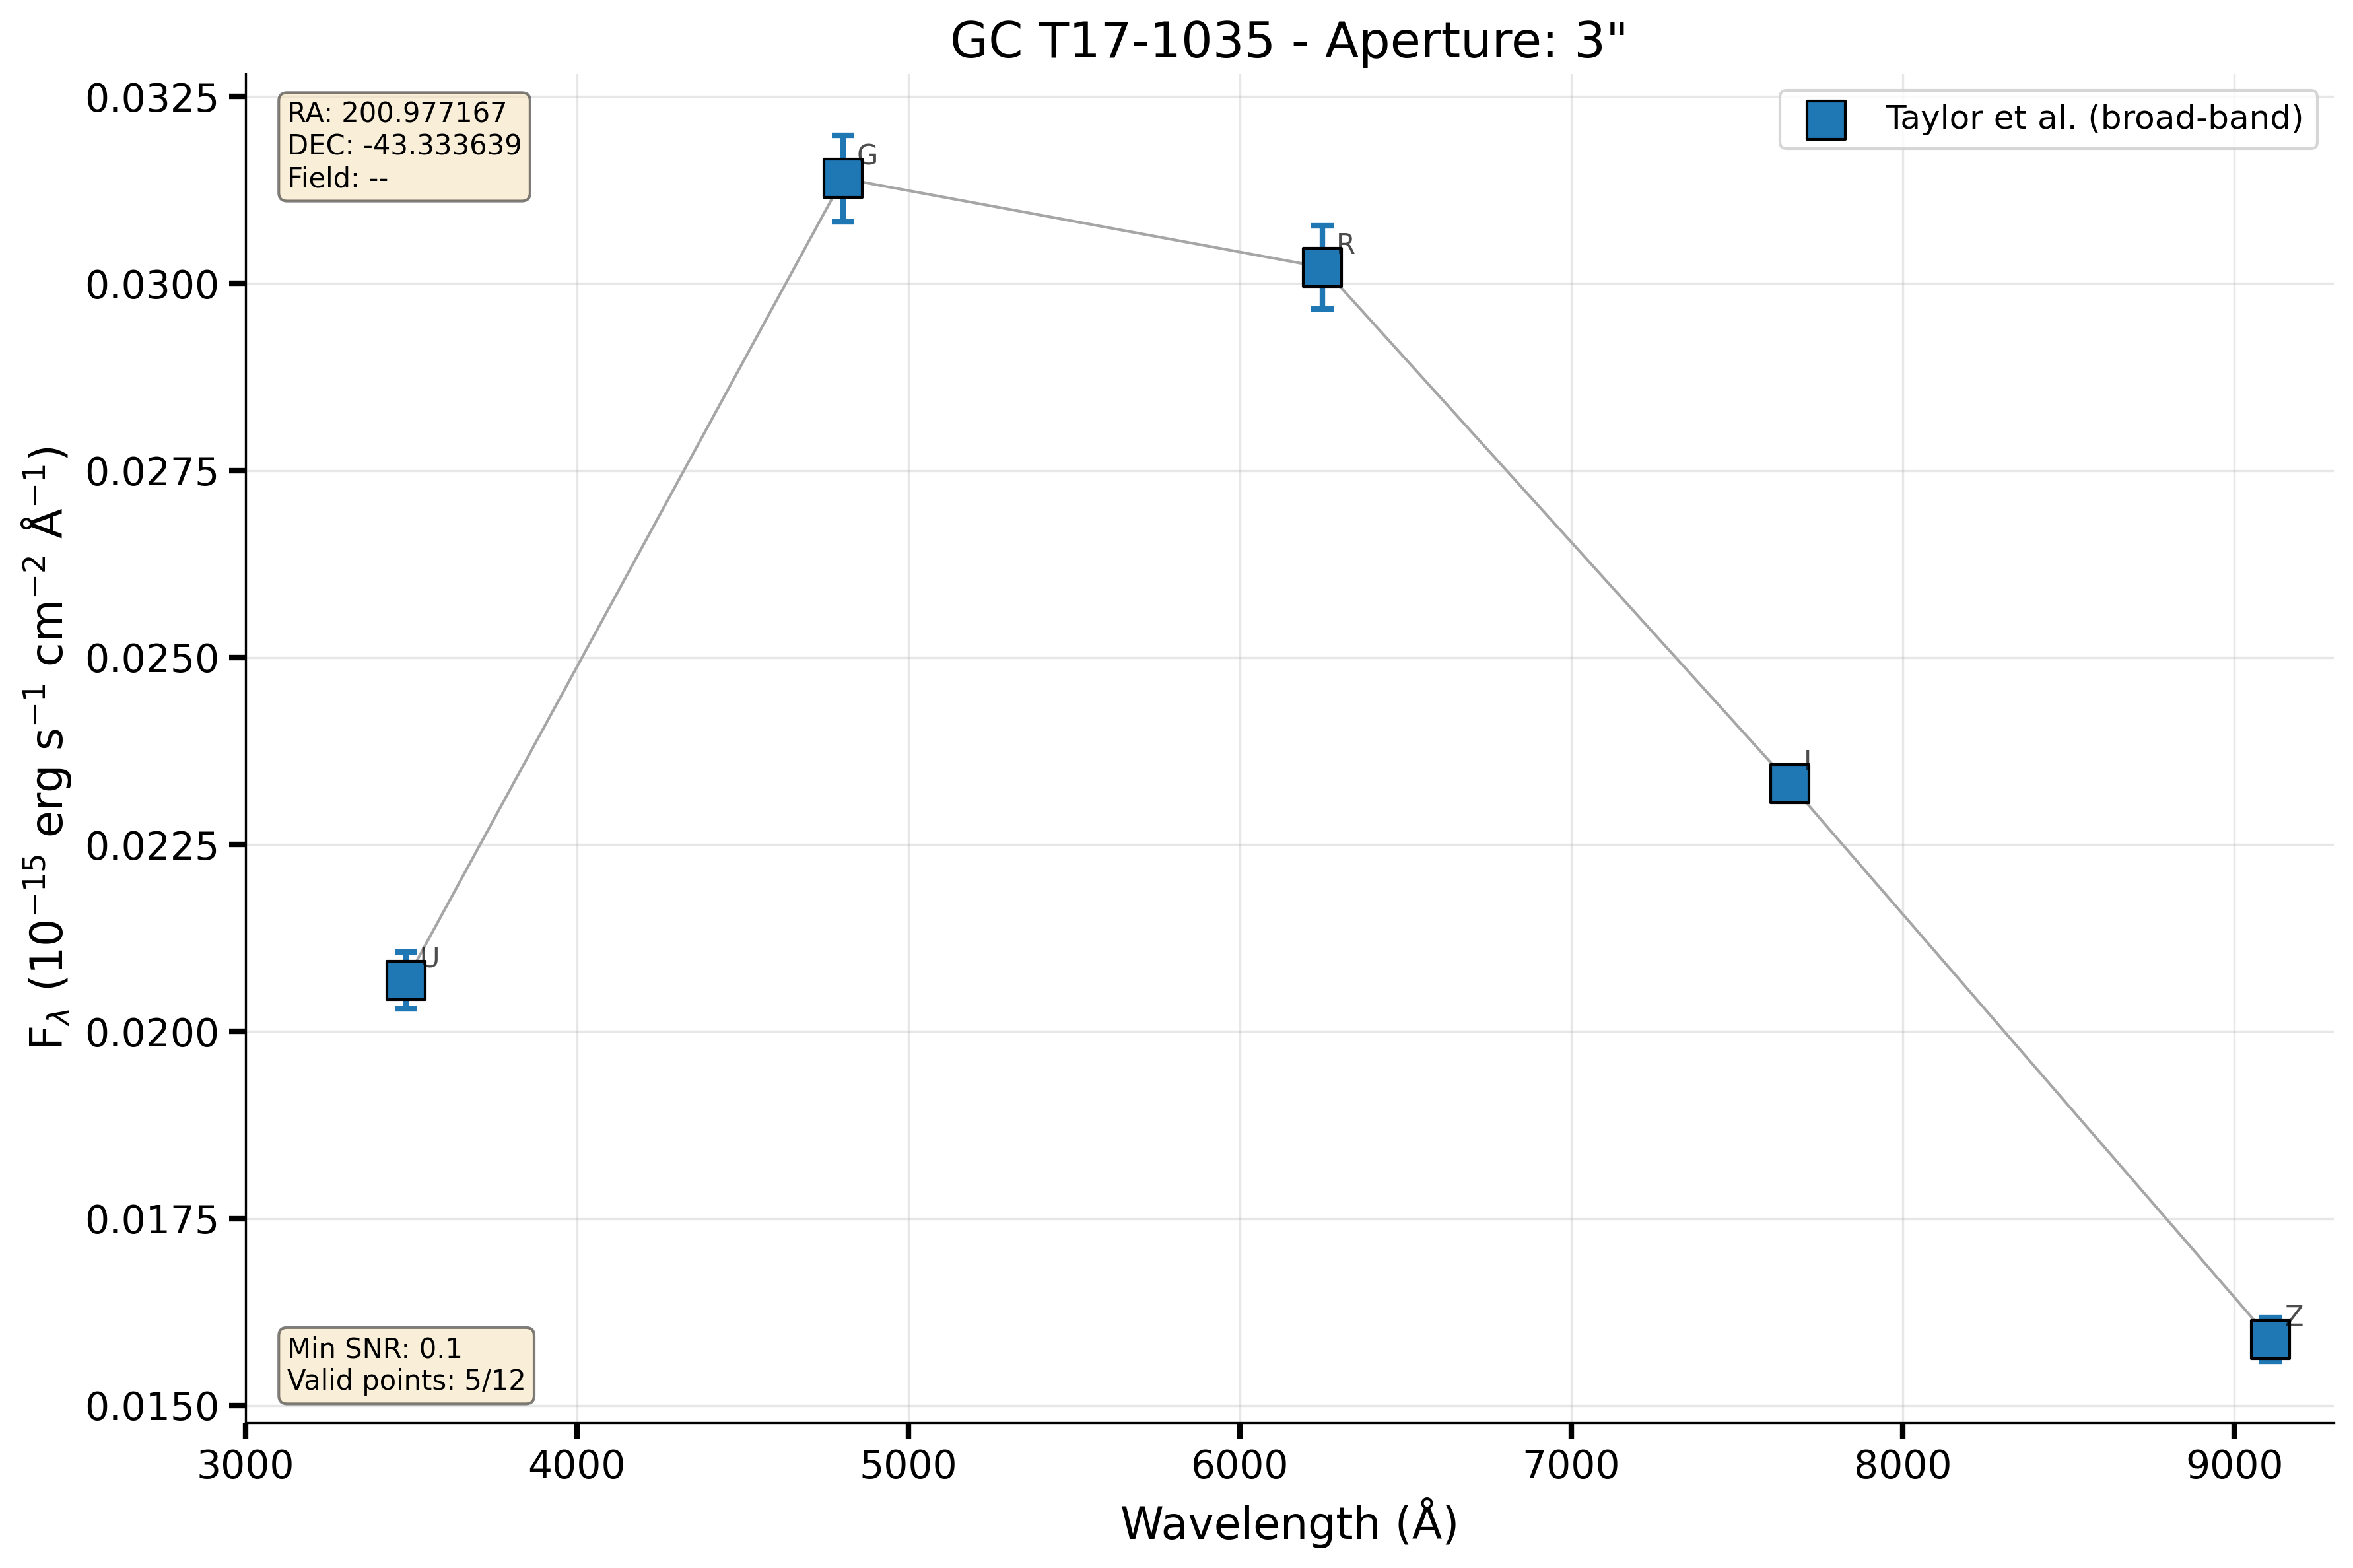 GC T17-1035 - Aperture: 3"
RA: 200.977167
DEC: -43.333639
Field: --
Taylor et al. (broad-band)
G
R
I
U
Z
Min SNR: 0.1
Valid points: 5/12
F_λ (10⁻¹⁵ erg s⁻¹ cm⁻² Å⁻¹)
0.0325
0.0300
0.0275
0.0250
0.0225
0.0200
0.0175
0.0150
3000 4000 5000 6000 7000 8000 9000
Wavelength (Å)